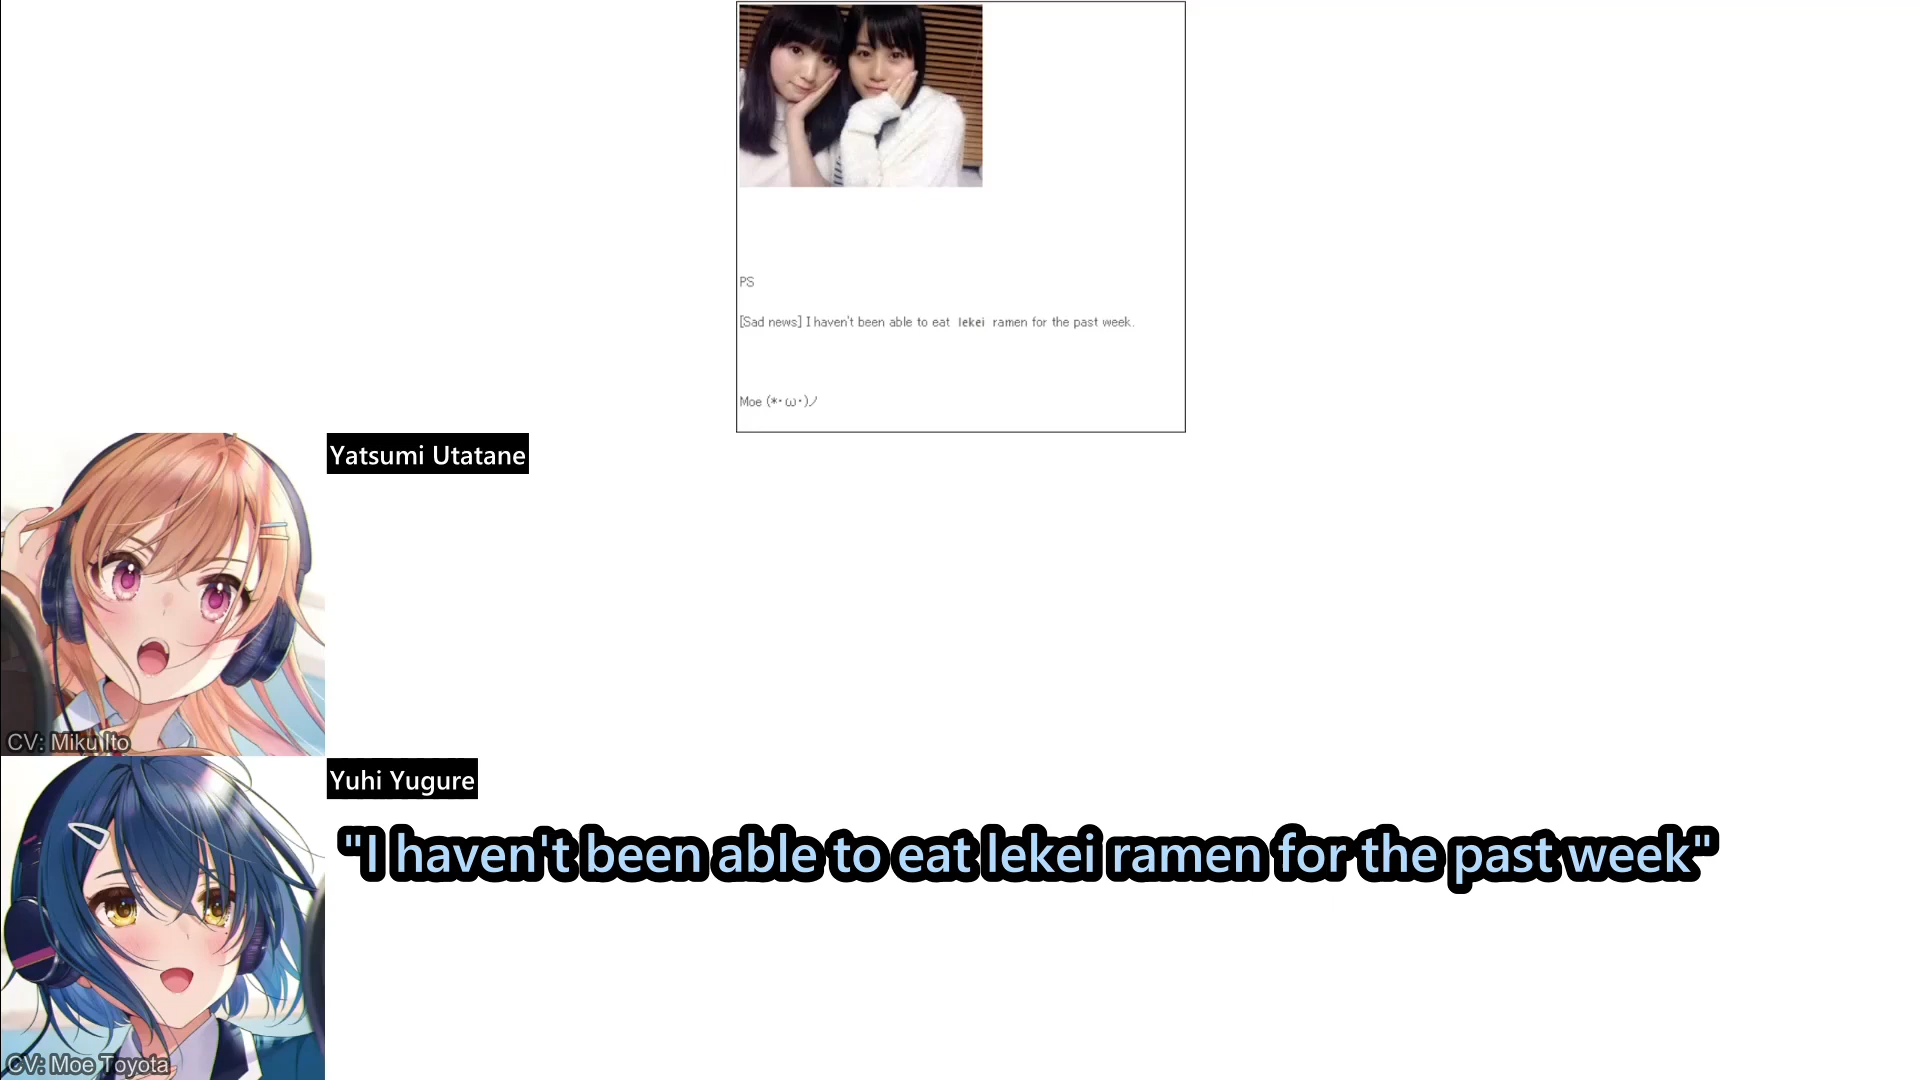 PS
[Sad news] I haven't been able to eat Iekei ramen for the past week.
Moe (*･ω･)ノ
Yatsumi Utatane
CV: Miku Ito
Yuhi Yugure
"I haven't been able to eat Iekei ramen for the past week"
CV: Moe Toyota